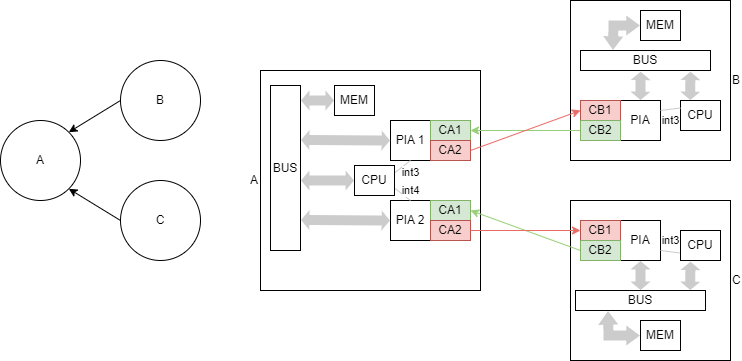 A
B
C
A
BUS
MEM
PIA 1
CA1
CA2
int3
CPU
int4
PIA 2
CA1
CA2
B
MEM
BUS
CB1
CB2
PIA
int3
CPU
C
CB1
CB2
PIA
int3
CPU
BUS
MEM